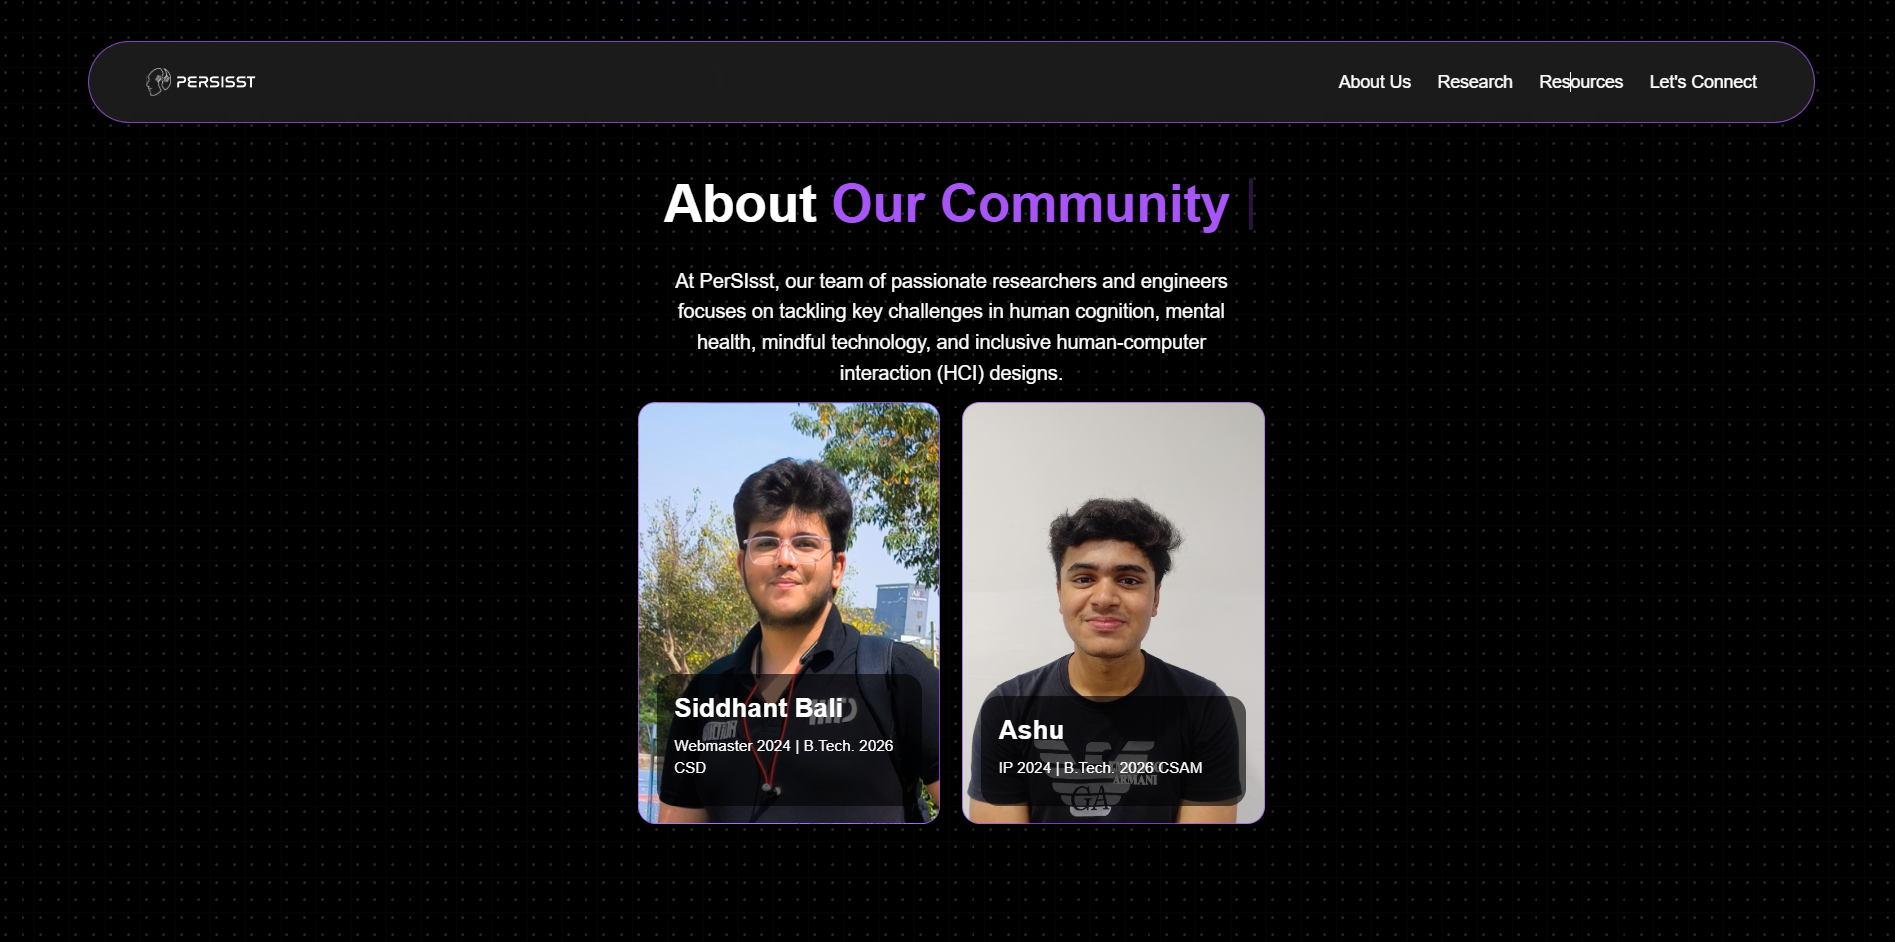 PERSISST
About Us Research Resources Let's Connect
About Our Community
At PerSIsst, our team of passionate researchers and engineers
focuses on tackling key challenges in human cognition, mental
health, mindful technology, and inclusive human-computer
interaction (HCI) designs.
Siddhant Bali
Webmaster 2024 | B.Tech. 2026
CSD
Ashu
IP 2024 | B.Tech. 2026 CSAM
ARMANI
GA